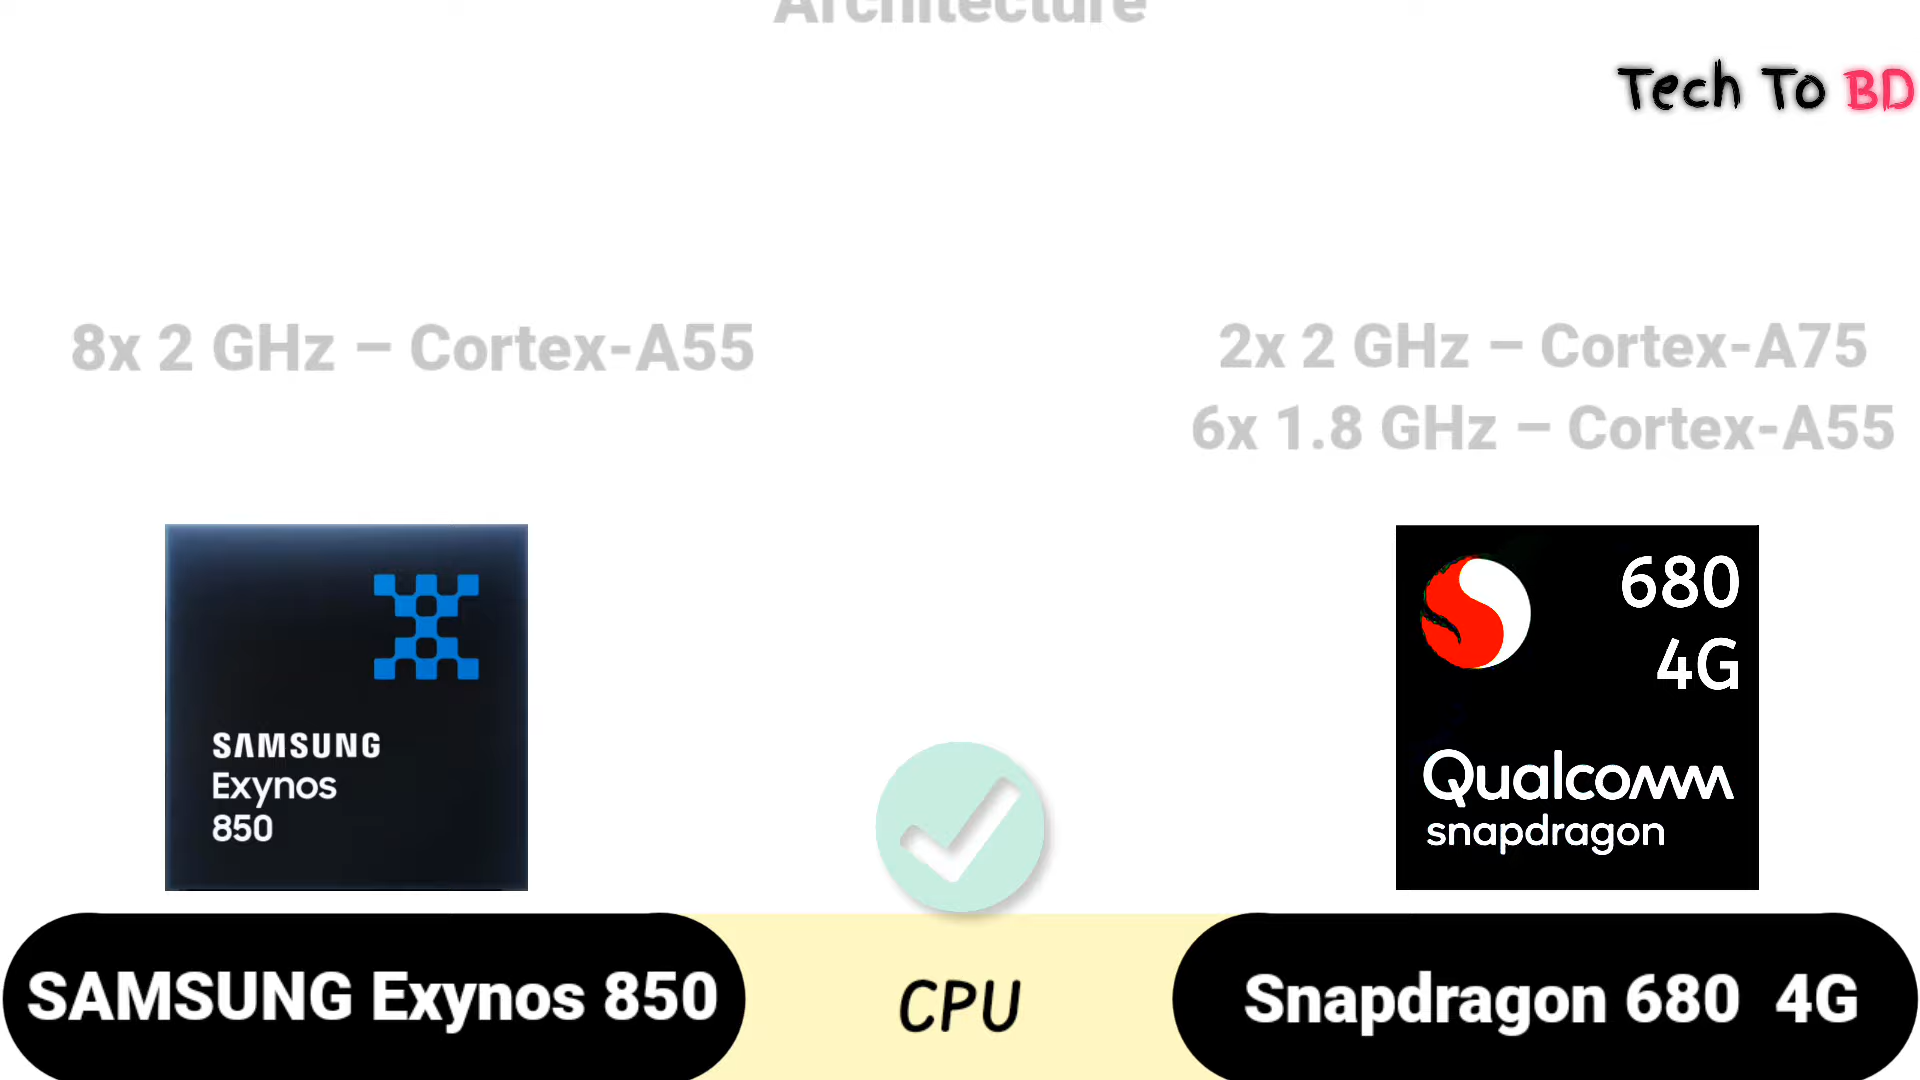 Architecture
Tech To BD
8x 2 GHz – Cortex-A55
2x 2 GHz – Cortex-A75
6x 1.8 GHz – Cortex-A55
SAMSUNG
Exynos
850
680
4G
Qualcomm
snapdragon
SAMSUNG Exynos 850
CPU
Snapdragon 680 4G